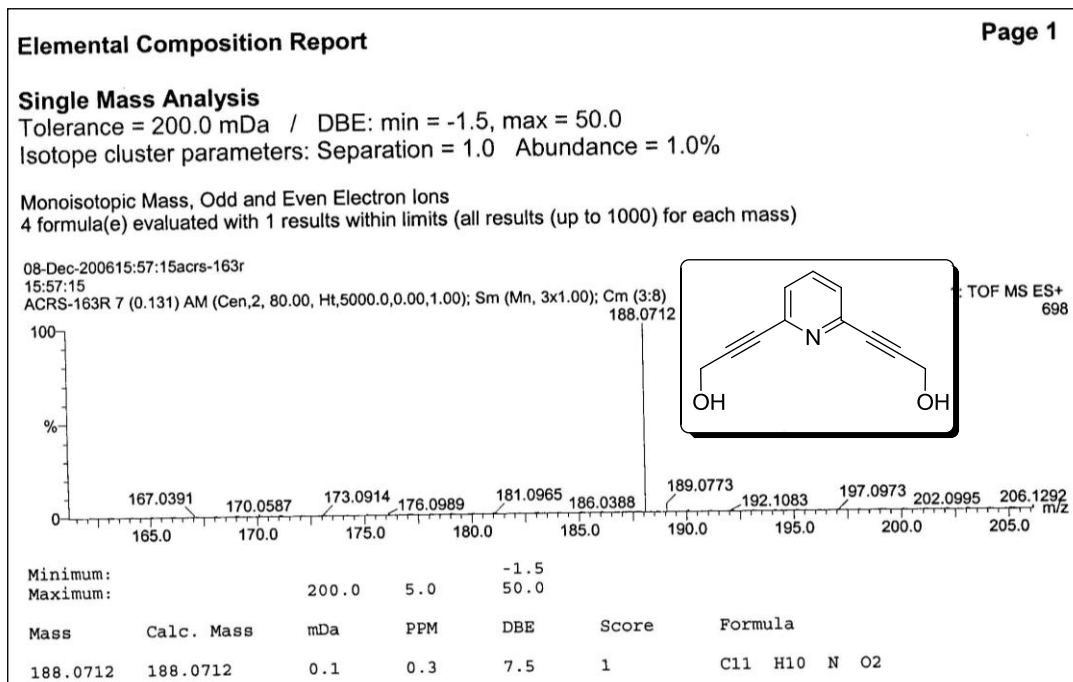 Elemental Composition Report
Page 1
Single Mass Analysis
Tolerance = 200.0 mDa / DBE: min = -1.5, max = 50.0
Isotope cluster parameters: Separation = 1.0 Abundance = 1.0%
Monoisotopic Mass, Odd and Even Electron Ions
4 formula(e) evaluated with 1 results within limits (all results (up to 1000) for each mass)
08-Dec-200615:57:15acrs-163r
15:57:15
ACRS-163R 7 (0.131) AM (Cen,2, 80.00, Ht,5000.0,0.00,1.00); Sm (Mn, 3x1.00); Cm (3:8)
: TOF MS ES+
698
188.0712
100
%
0
N
OH
OH
167.0391 170.0587 173.0914 176.0989 181.0965 186.0388 189.0773 192.1083 197.0973 202.0995 206.1292
m/z
165.0 170.0 175.0 180.0 185.0 190.0 195.0 200.0 205.0
Minimum: -1.5
Maximum: 200.0 5.0 50.0
Mass Calc. Mass mDa PPM DBE Score Formula
188.0712 188.0712 0.1 0.3 7.5 1 C11 H10 N O2